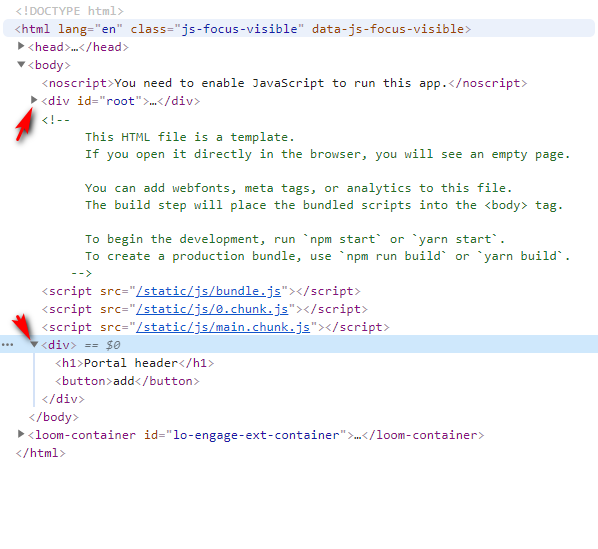 <!DOCTYPE html>
<html lang="en" class="js-focus-visible" data-js-focus-visible>
<head>…</head>
<body>
<noscript>You need to enable JavaScript to run this app.</noscript>
<div id="root">…</div>
<!--
This HTML file is a template.
If you open it directly in the browser, you will see an empty page.
You can add webfonts, meta tags, or analytics to this file.
The build step will place the bundled scripts into the <body> tag.
To begin the development, run `npm start` or `yarn start`.
To create a production bundle, use `npm run build` or `yarn build`.
-->
<script src="/static/js/bundle.js"></script>
<script src="/static/js/0.chunk.js"></script>
<script src="/static/js/main.chunk.js"></script>
<div> == $0
<h1>Portal header</h1>
<button>add</button>
</div>
</body>
<loom-container id="lo-engage-ext-container">…</loom-container>
</html>